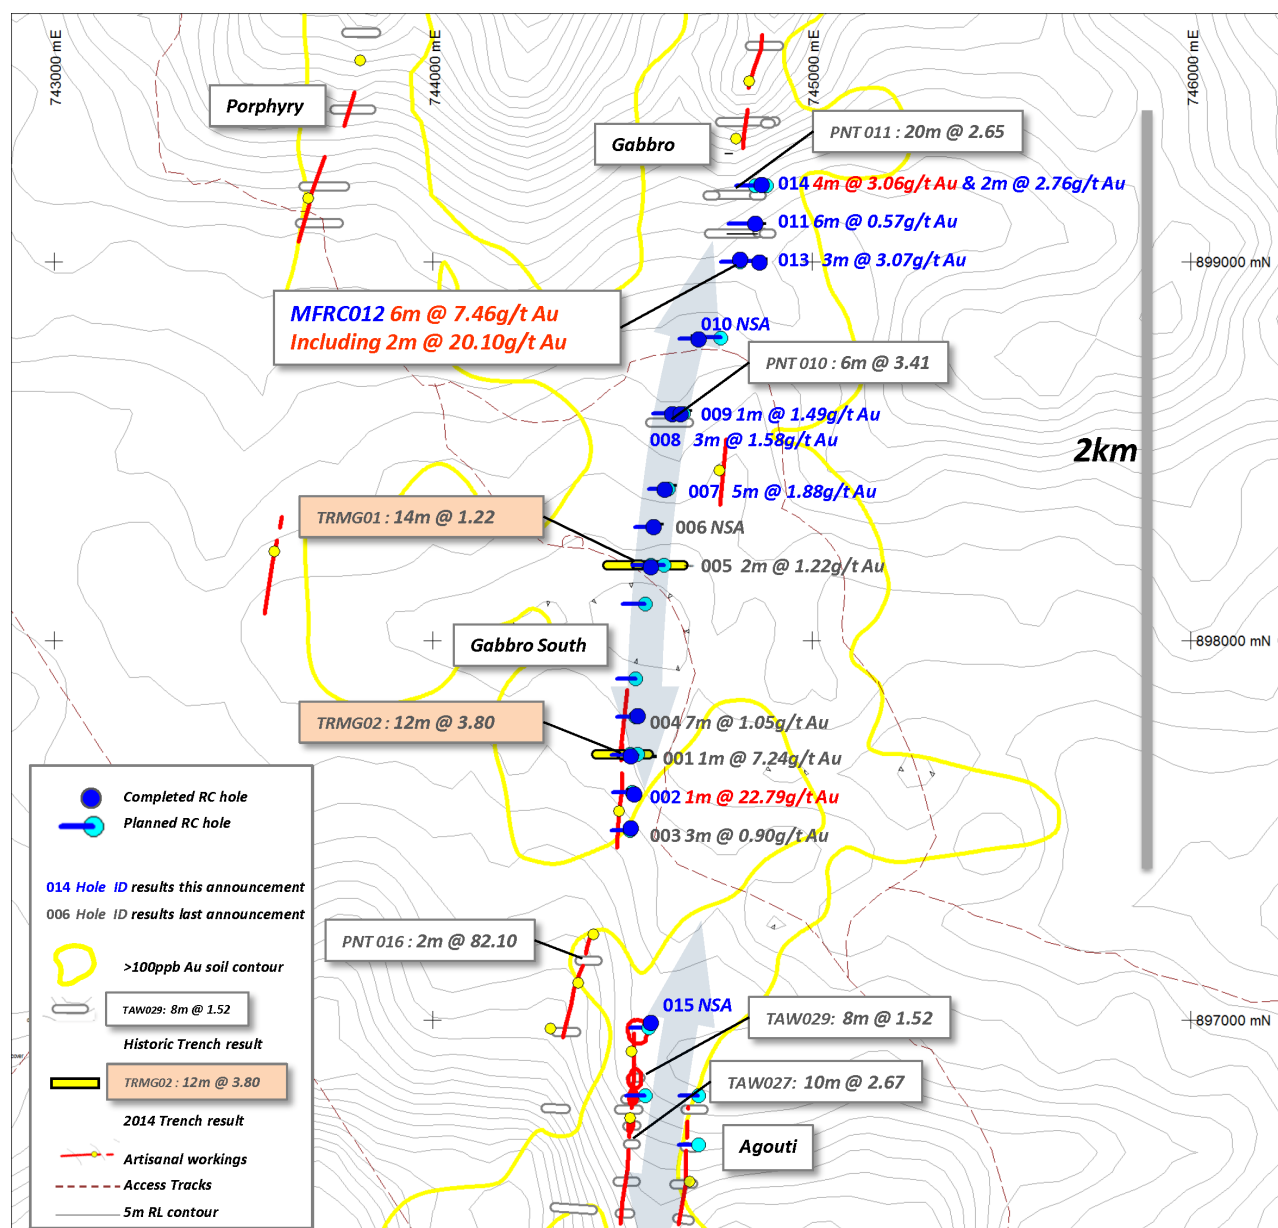 743000 mE
744000 mE
745000 mE
746000 mE
Porphyry
Gabbro
PNT 011 : 20m @ 2.65
014 4m @ 3.06g/t Au & 2m @ 2.76g/t Au
011 6m @ 0.57g/t Au
013 3m @ 3.07g/t Au
899000 mN
MFRC012 6m @ 7.46g/t Au
Including 2m @ 20.10g/t Au
010 NSA
PNT 010 : 6m @ 3.41
009 1m @ 1.49g/t Au
008 3m @ 1.58g/t Au
2km
007 5m @ 1.88g/t Au
TRMG01 : 14m @ 1.22
006 NSA
005 2m @ 1.22g/t Au
Gabbro South
898000 mN
TRMG02 : 12m @ 3.80
004 7m @ 1.05g/t Au
001 1m @ 7.24g/t Au
002 1m @ 22.79g/t Au
003 3m @ 0.90g/t Au
PNT 016 : 2m @ 82.10
015 NSA
TAW029: 8m @ 1.52
897000 mN
TAW027: 10m @ 2.67
Agouti
Completed RC hole
Planned RC hole
014 Hole ID results this announcement
006 Hole ID results last announcement
>100ppb Au soil contour
TAW029: 8m @ 1.52
Historic Trench result
TRMG02 : 12m @ 3.80
2014 Trench result
Artisanal workings
Access Tracks
5m RL contour